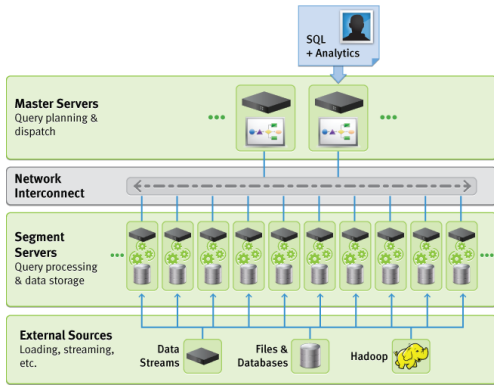 SQL
+ Analytics
Master Servers
Query planning &
dispatch
Network
Interconnect
Segment
Servers
Query processing
& data storage
External Sources
Loading, streaming,
etc.
Data
Streams
Files &
Databases
Hadoop